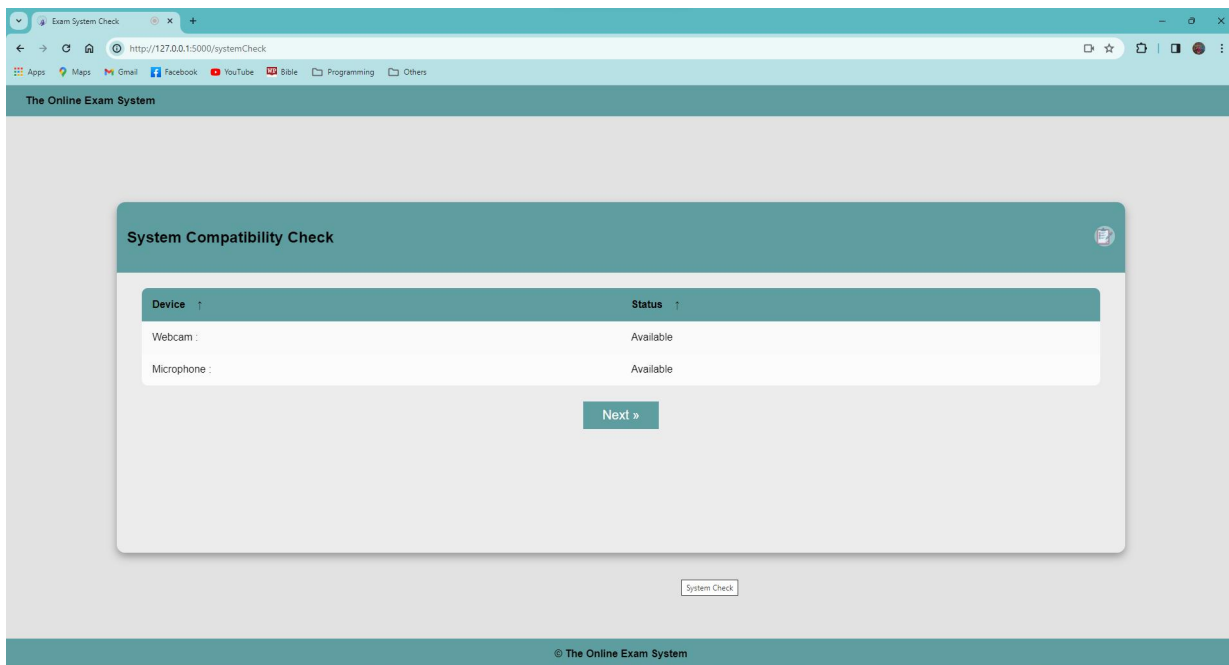 Exam System Check
http://127.0.0.1:5000/systemCheck
Apps Maps Gmail Facebook YouTube Bible Programming Others
The Online Exam System
System Compatibility Check
Device ↑ Status ↑
Webcam : Available
Microphone : Available
Next »
System Check
© The Online Exam System